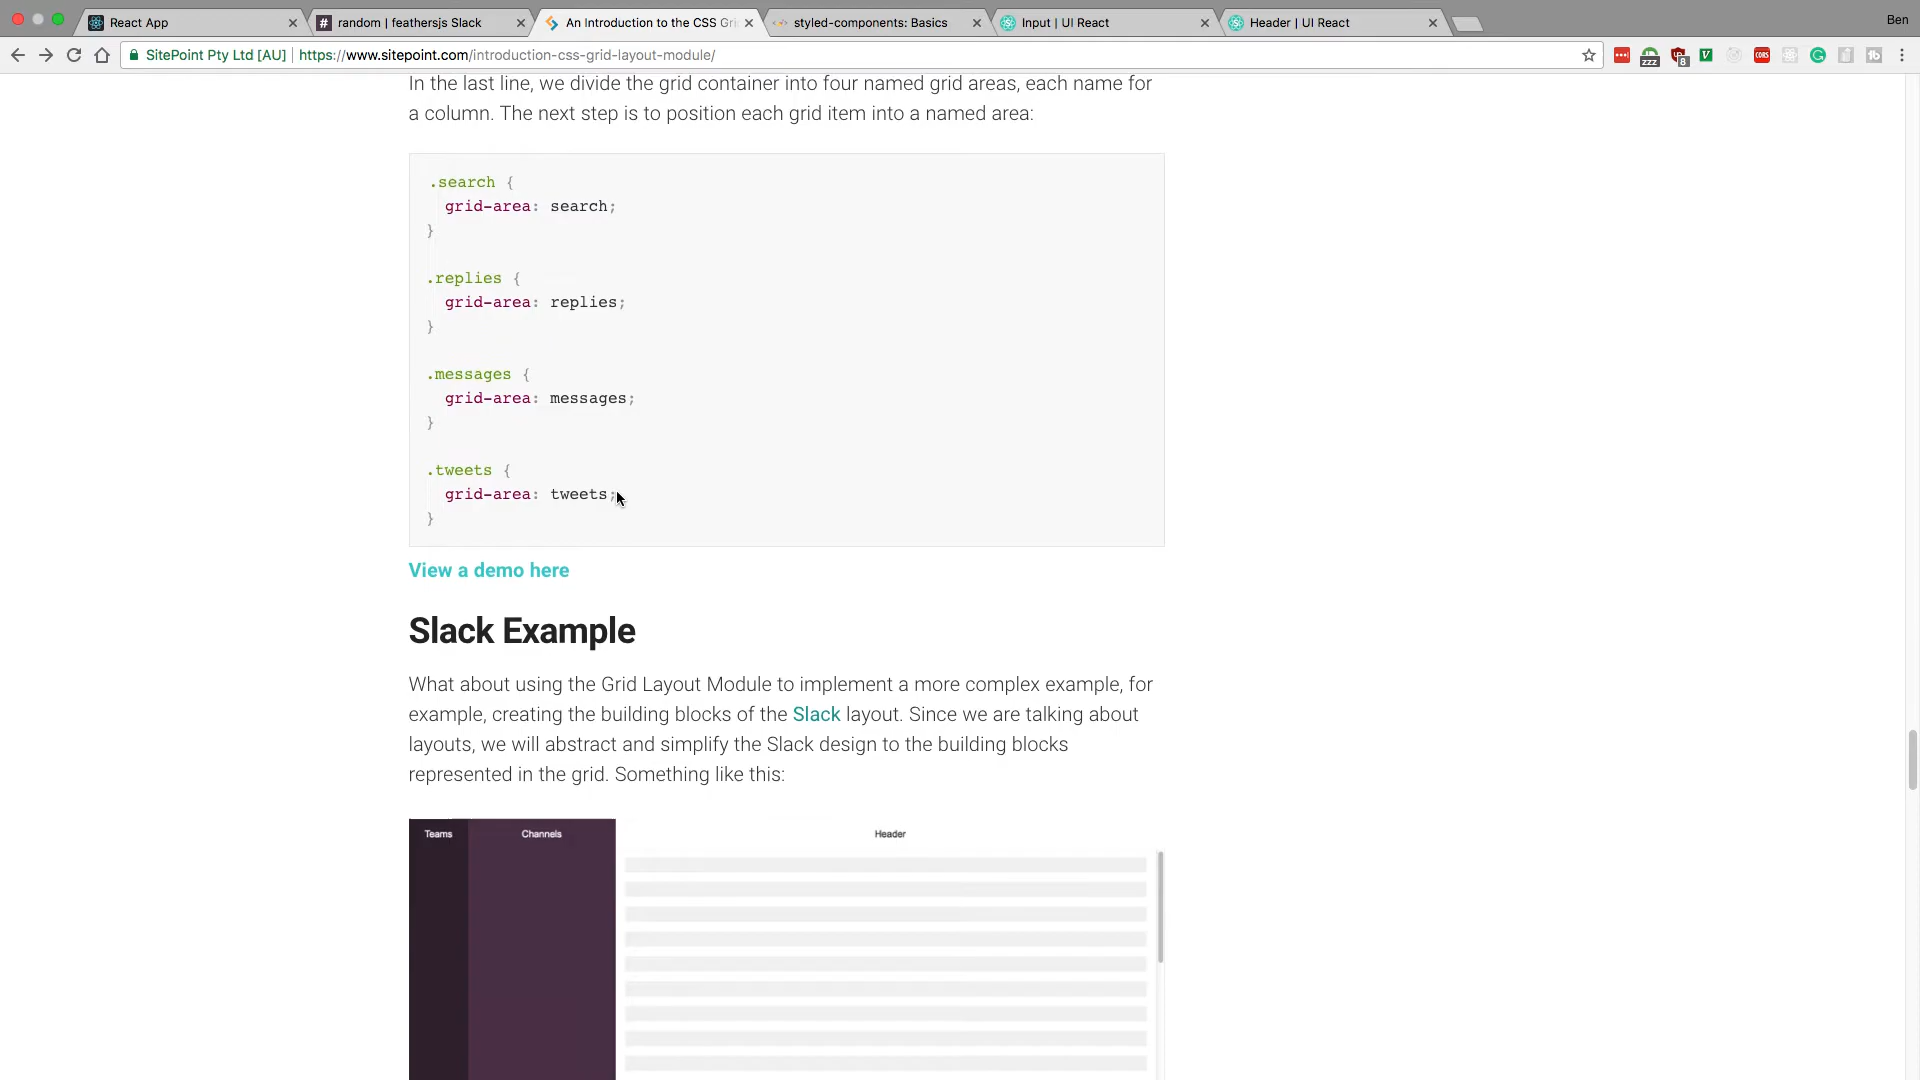 React App
random | feathersjs Slack
An Introduction to the CSS Gri
styled-components: Basics
Input | UI React
Header | UI React
Ben
SitePoint Pty Ltd [AU]
https://www.sitepoint.com/introduction-css-grid-layout-module/
In the last line, we divide the grid container into four named grid areas, each name for
a column. The next step is to position each grid item into a named area:
.search {
grid-area: search;
}
.replies {
grid-area: replies;
}
.messages {
grid-area: messages;
}
.tweets {
grid-area: tweets;
}
View a demo here
Slack Example
What about using the Grid Layout Module to implement a more complex example, for
example, creating the building blocks of the Slack layout. Since we are talking about
layouts, we will abstract and simplify the Slack design to the building blocks
represented in the grid. Something like this:
Teams
Channels
Header